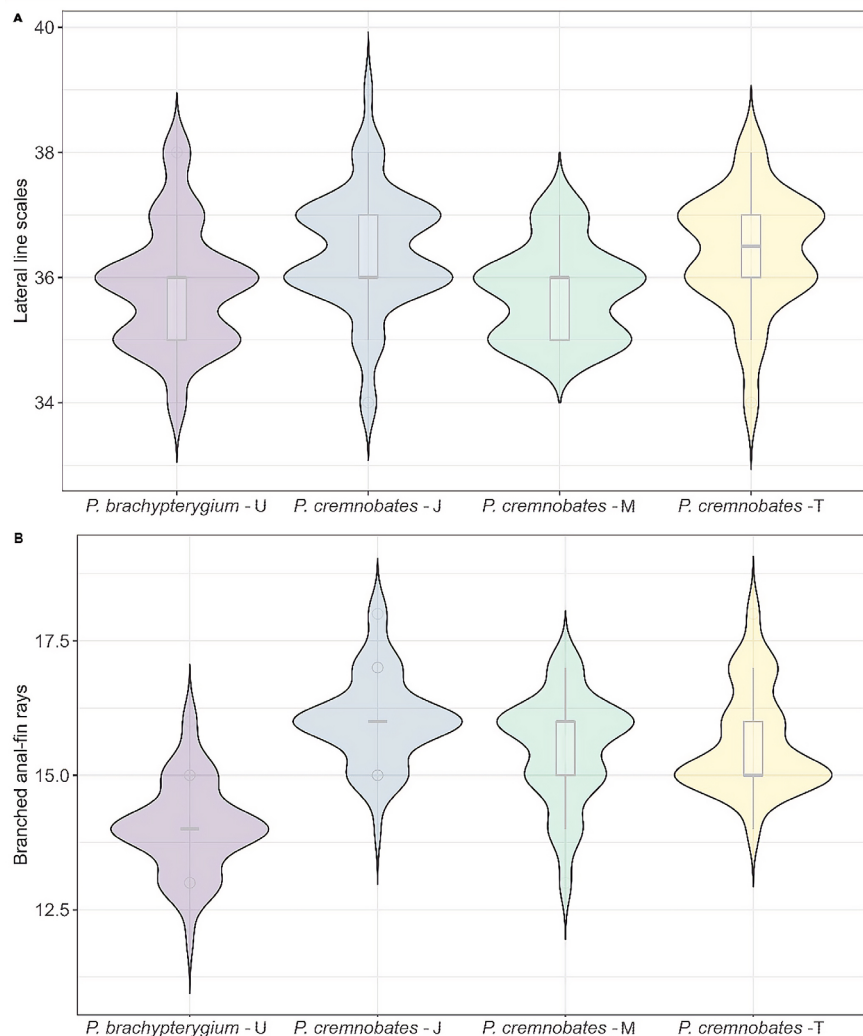 A
40
38
36
34
Lateral line scales
P. brachypterygium - U P. cremnobates - J P. cremnobates - M P. cremnobates -T
B
17.5
15.0
12.5
Branched anal-fin rays
P. brachypterygium - U P. cremnobates - J P. cremnobates - M P. cremnobates -T